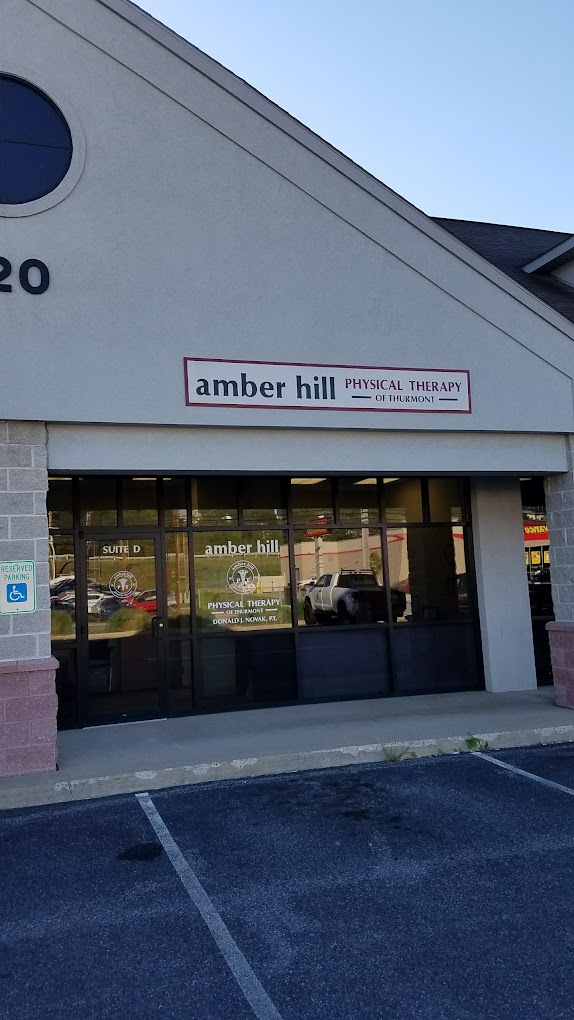 20
amber hill PHYSICAL THERAPY
OF THURMONT
RESERVED
PARKING
SUITE D
amber hill
PHYSICAL THERAPY
OF THURMONT
DONALD J. NOVAK, P.T.